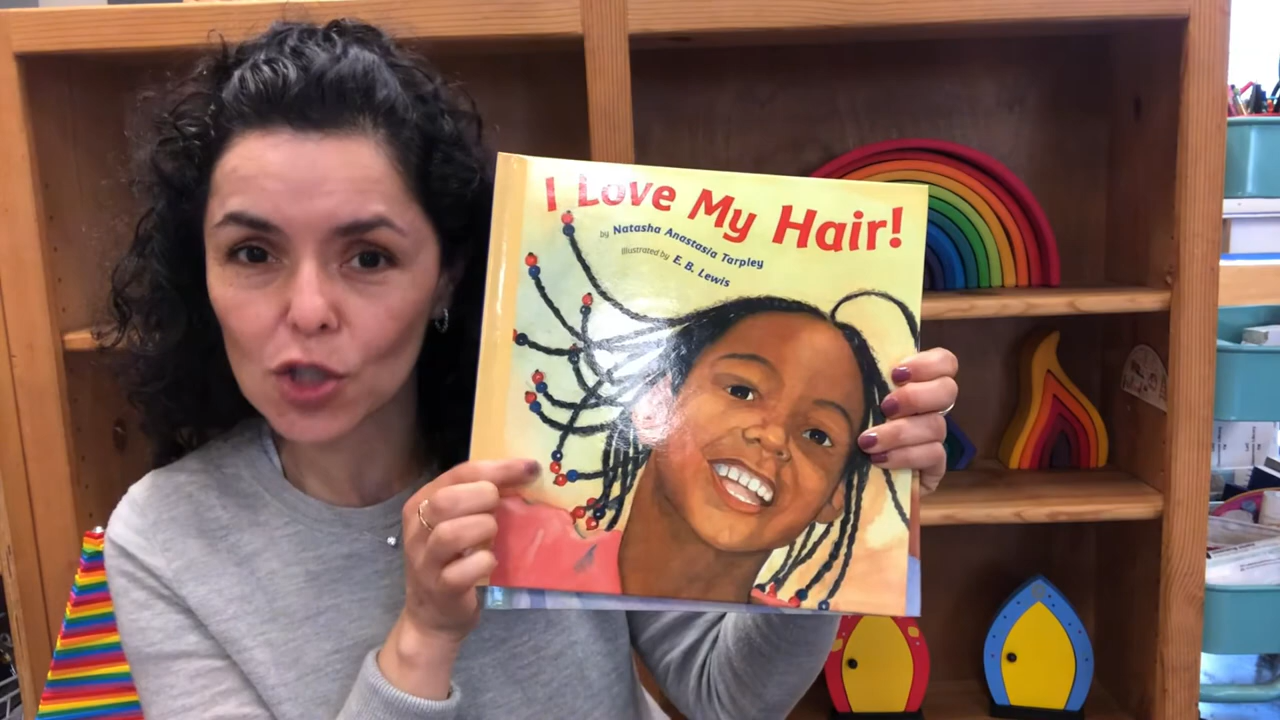 I Love My Hair!
by Natasha Anastasia Tarpley
Illustrated by E. B. Lewis